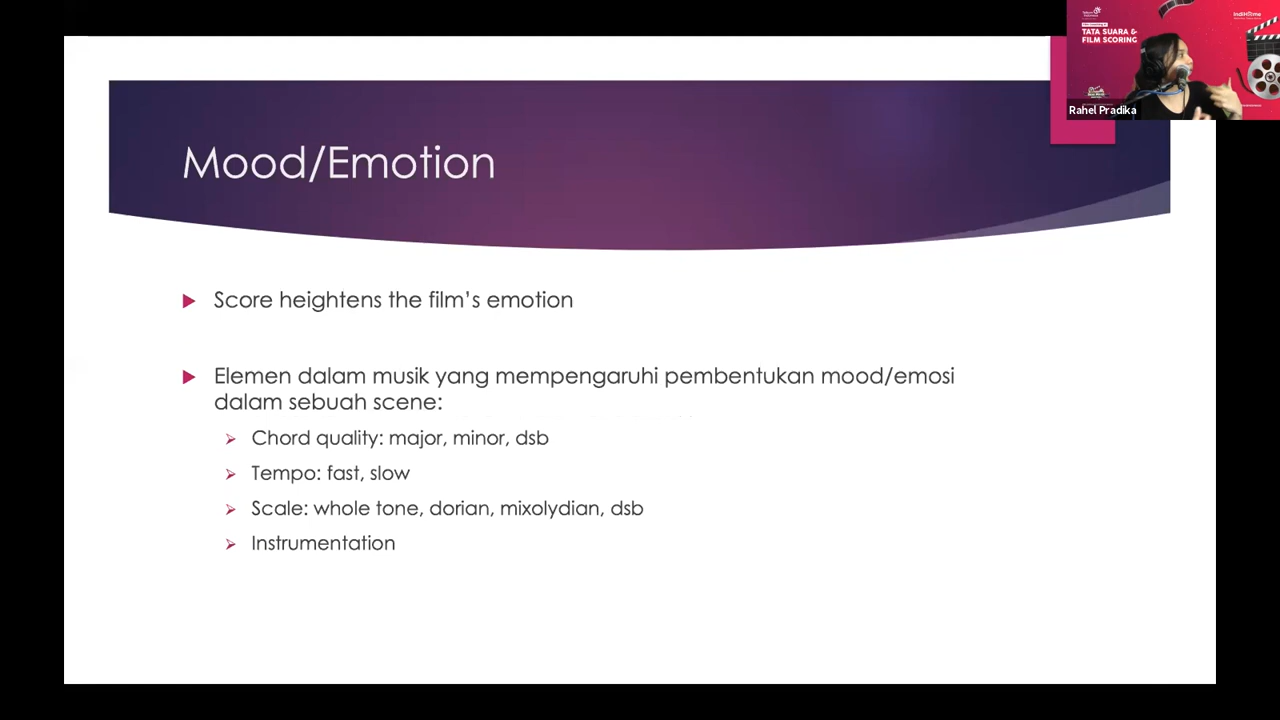 IndiHome
TATA SUARA &
FILM SCORING
Rahel Pradika
Mood/Emotion
Score heightens the film's emotion
Elemen dalam musik yang mempengaruhi pembentukan mood/emosi
dalam sebuah scene:
Chord quality: major, minor, dsb
Tempo: fast, slow
Scale: whole tone, dorian, mixolydian, dsb
Instrumentation